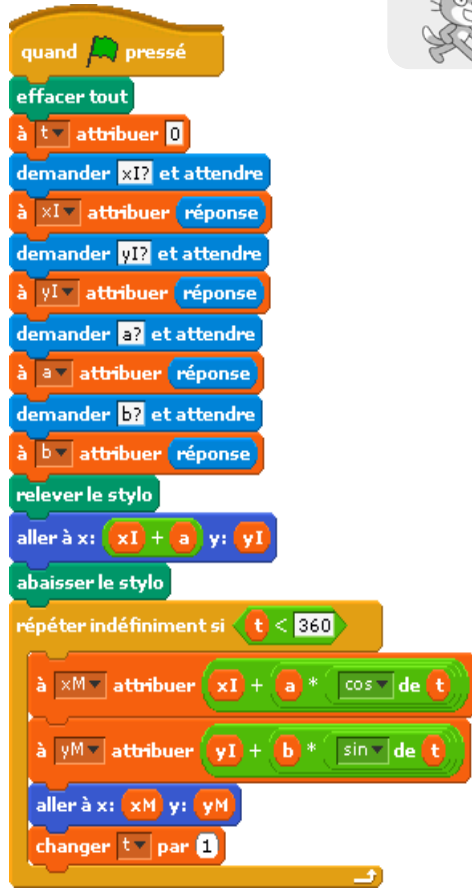 quand pressé
effacer tout
à t attribuer 0
demander xI? et attendre
à xI attribuer réponse
demander yI? et attendre
à yI attribuer réponse
demander a? et attendre
à a attribuer réponse
demander b? et attendre
à b attribuer réponse
relever le stylo
aller à x: xI + a y: yI
abaisser le stylo
répéter indéfiniment si t < 360
à xM attribuer xI + a * cos de t
à yM attribuer yI + b * sin de t
aller à x: xM y: yM
changer t par 1